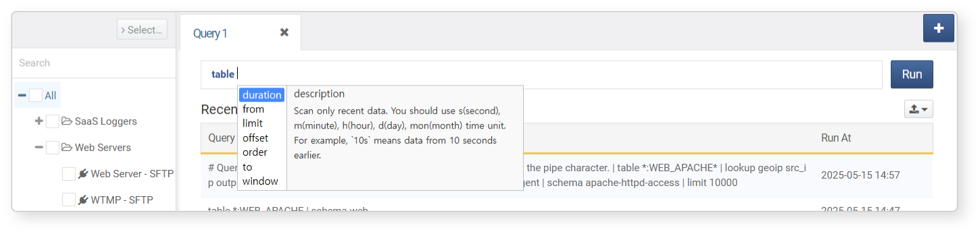 > Select...
Query 1 ✖
+
Search
table
Run
All
duration
from
limit
offset
order
to
window
description
Scan only recent data. You should use s(second),
m(minute), h(hour), d(day), mon(month) time unit.
For example, `10s` means data from 10 seconds
earlier.
Recen
SaaS Loggers
Query
Run At
Web Servers
# Quer
the pipe character. | table *:WEB_APACHE* | lookup geoip src_i
2025-05-15 14:57
Web Server - SFTP
p outp
gent | schema apache-httpd-access | limit 10000
WTMP - SFTP
table *:WEB_APACHE | schema web
2025-05-15 14:47